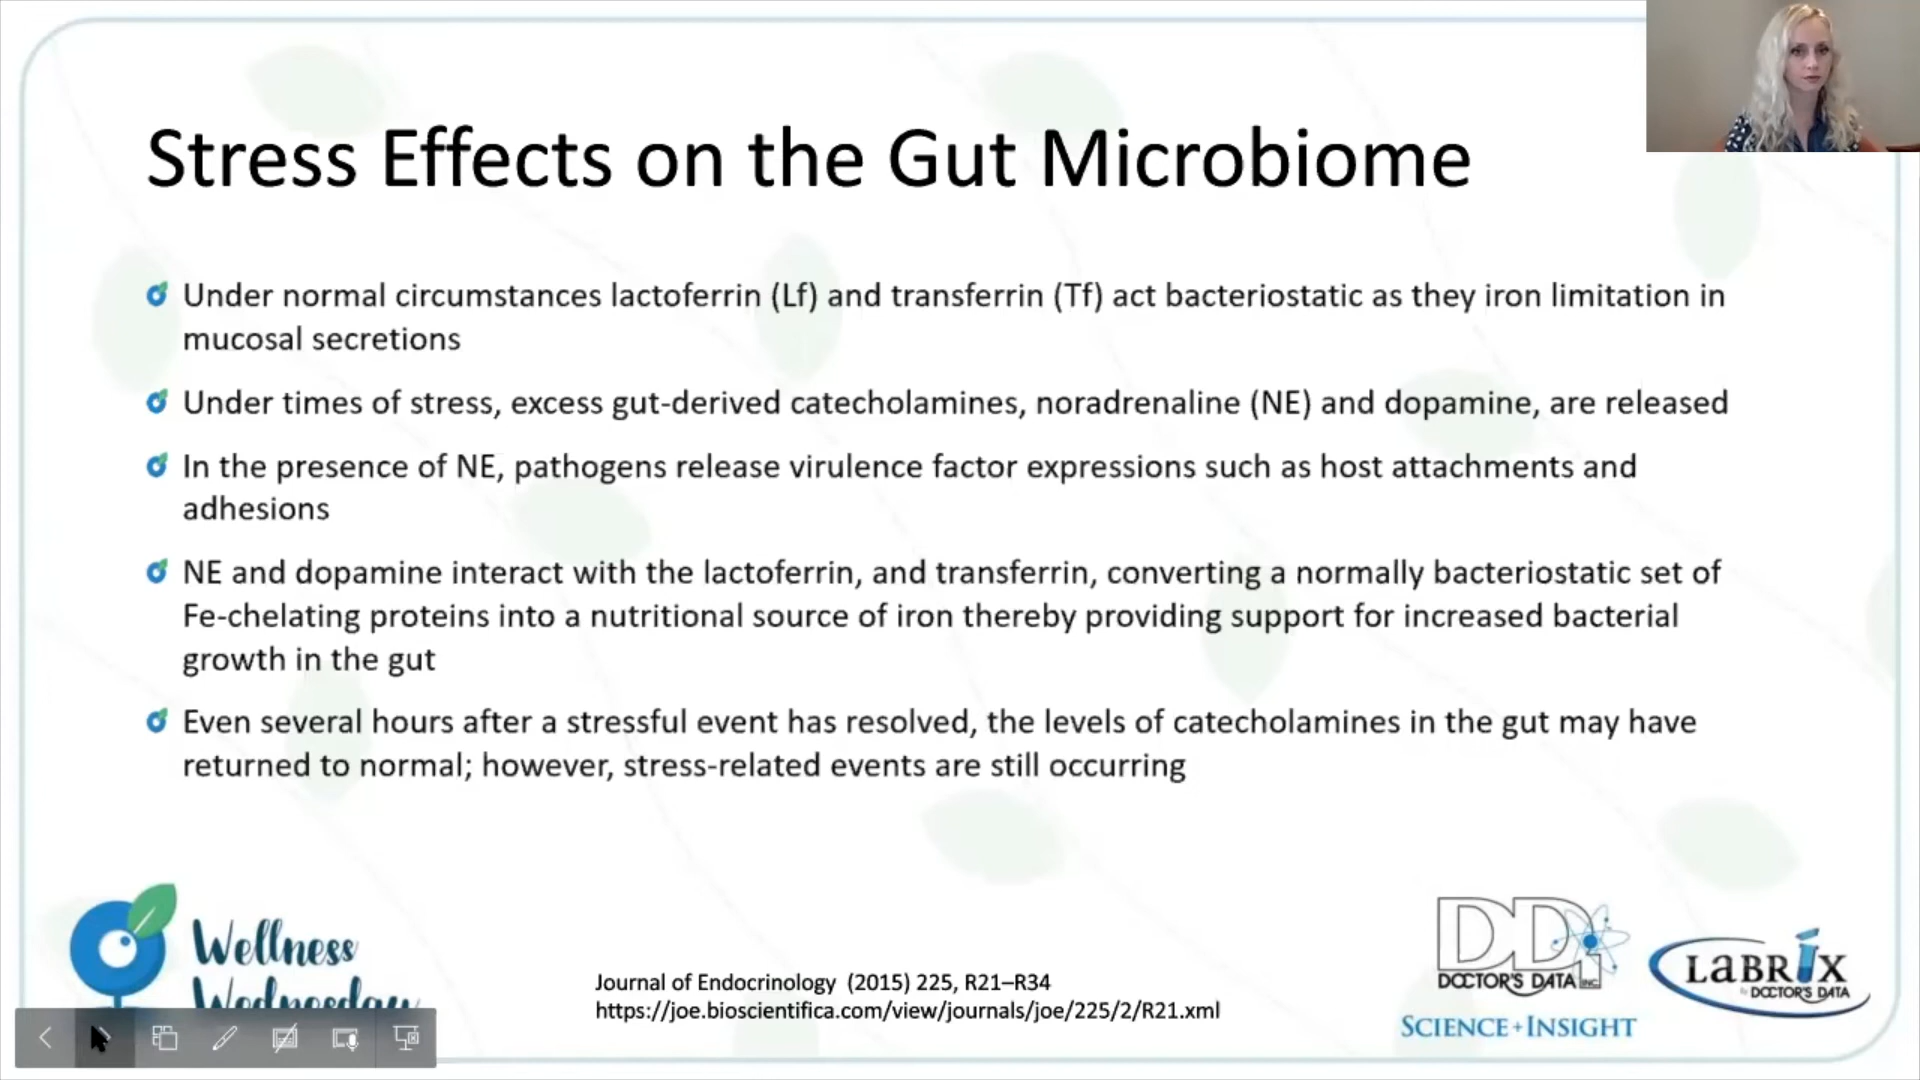 Stress Effects on the Gut Microbiome
Under normal circumstances lactoferrin (Lf) and transferrin (Tf) act bacteriostatic as they iron limitation in
mucosal secretions
Under times of stress, excess gut-derived catecholamines, noradrenaline (NE) and dopamine, are released
In the presence of NE, pathogens release virulence factor expressions such as host attachments and
adhesions
NE and dopamine interact with the lactoferrin, and transferrin, converting a normally bacteriostatic set of
Fe-chelating proteins into a nutritional source of iron thereby providing support for increased bacterial
growth in the gut
Even several hours after a stressful event has resolved, the levels of catecholamines in the gut may have
returned to normal; however, stress-related events are still occurring
Wellness
Wednesday
Journal of Endocrinology (2015) 225, R21–R34
https://joe.bioscientifica.com/view/journals/joe/225/2/R21.xml
DDI
DOCTOR'S DATA INC.
SCIENCE + INSIGHT
LABRIX
by DOCTOR'S DATA